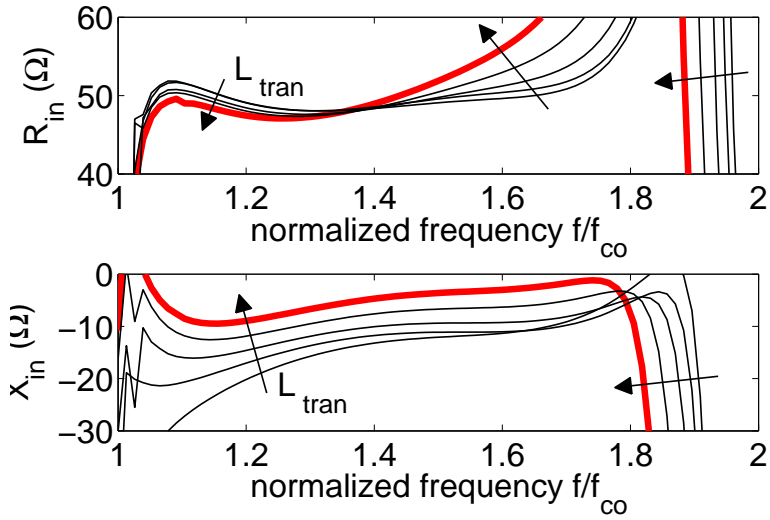 60
50
40
R_in (Ω)
L_tran
1 1.2 1.4 1.6 1.8 2
normalized frequency f/f_co
0
−10
−20
−30
X_in (Ω)
L_tran
1 1.2 1.4 1.6 1.8 2
normalized frequency f/f_co